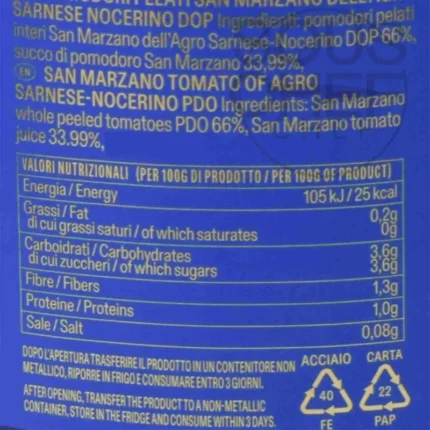 SARNESE NOCERINO DOP Ingredienti: pomodori pelati
interi San Marzano dell'Agro Sarnese-Nocerino DOP 66%,
succo di pomodoro San Marzano 33,99%,
EN SAN MARZANO TOMATO OF AGRO
SARNESE-NOCERINO PDO Ingredients: San Marzano
whole peeled tomatoes PDO 66%, San Marzano tomato
juice 33.99%,
VALORI NUTRIZIONALI (PER 100G DI PRODOTTO / PER 100G OF PRODUCT)
Energia / Energy 105 kJ / 25 kcal
Grassi / Fat 0,2g
di cui grassi saturi / of which saturates 0g
Carboidrati / Carbohydrates 3,6g
di cui zuccheri / of which sugars 3,6g
Fibre / Fibers 1,3g
Proteine / Proteins 1,0g
Sale / Salt 0,08g
DOPO L'APERTURA TRASFERIRE IL PRODOTTO IN UN CONTENITORE NON
METALLICO, RIPORRE IN FRIGO E CONSUMARE ENTRO 3 GIORNI.
AFTER OPENING, TRANSFER THE PRODUCT TO A NON-METALLIC
CONTAINER, STORE IN THE FRIDGE AND CONSUME WITHIN 3 DAYS.
ACCIAIO CARTA
40 22
FE PAP